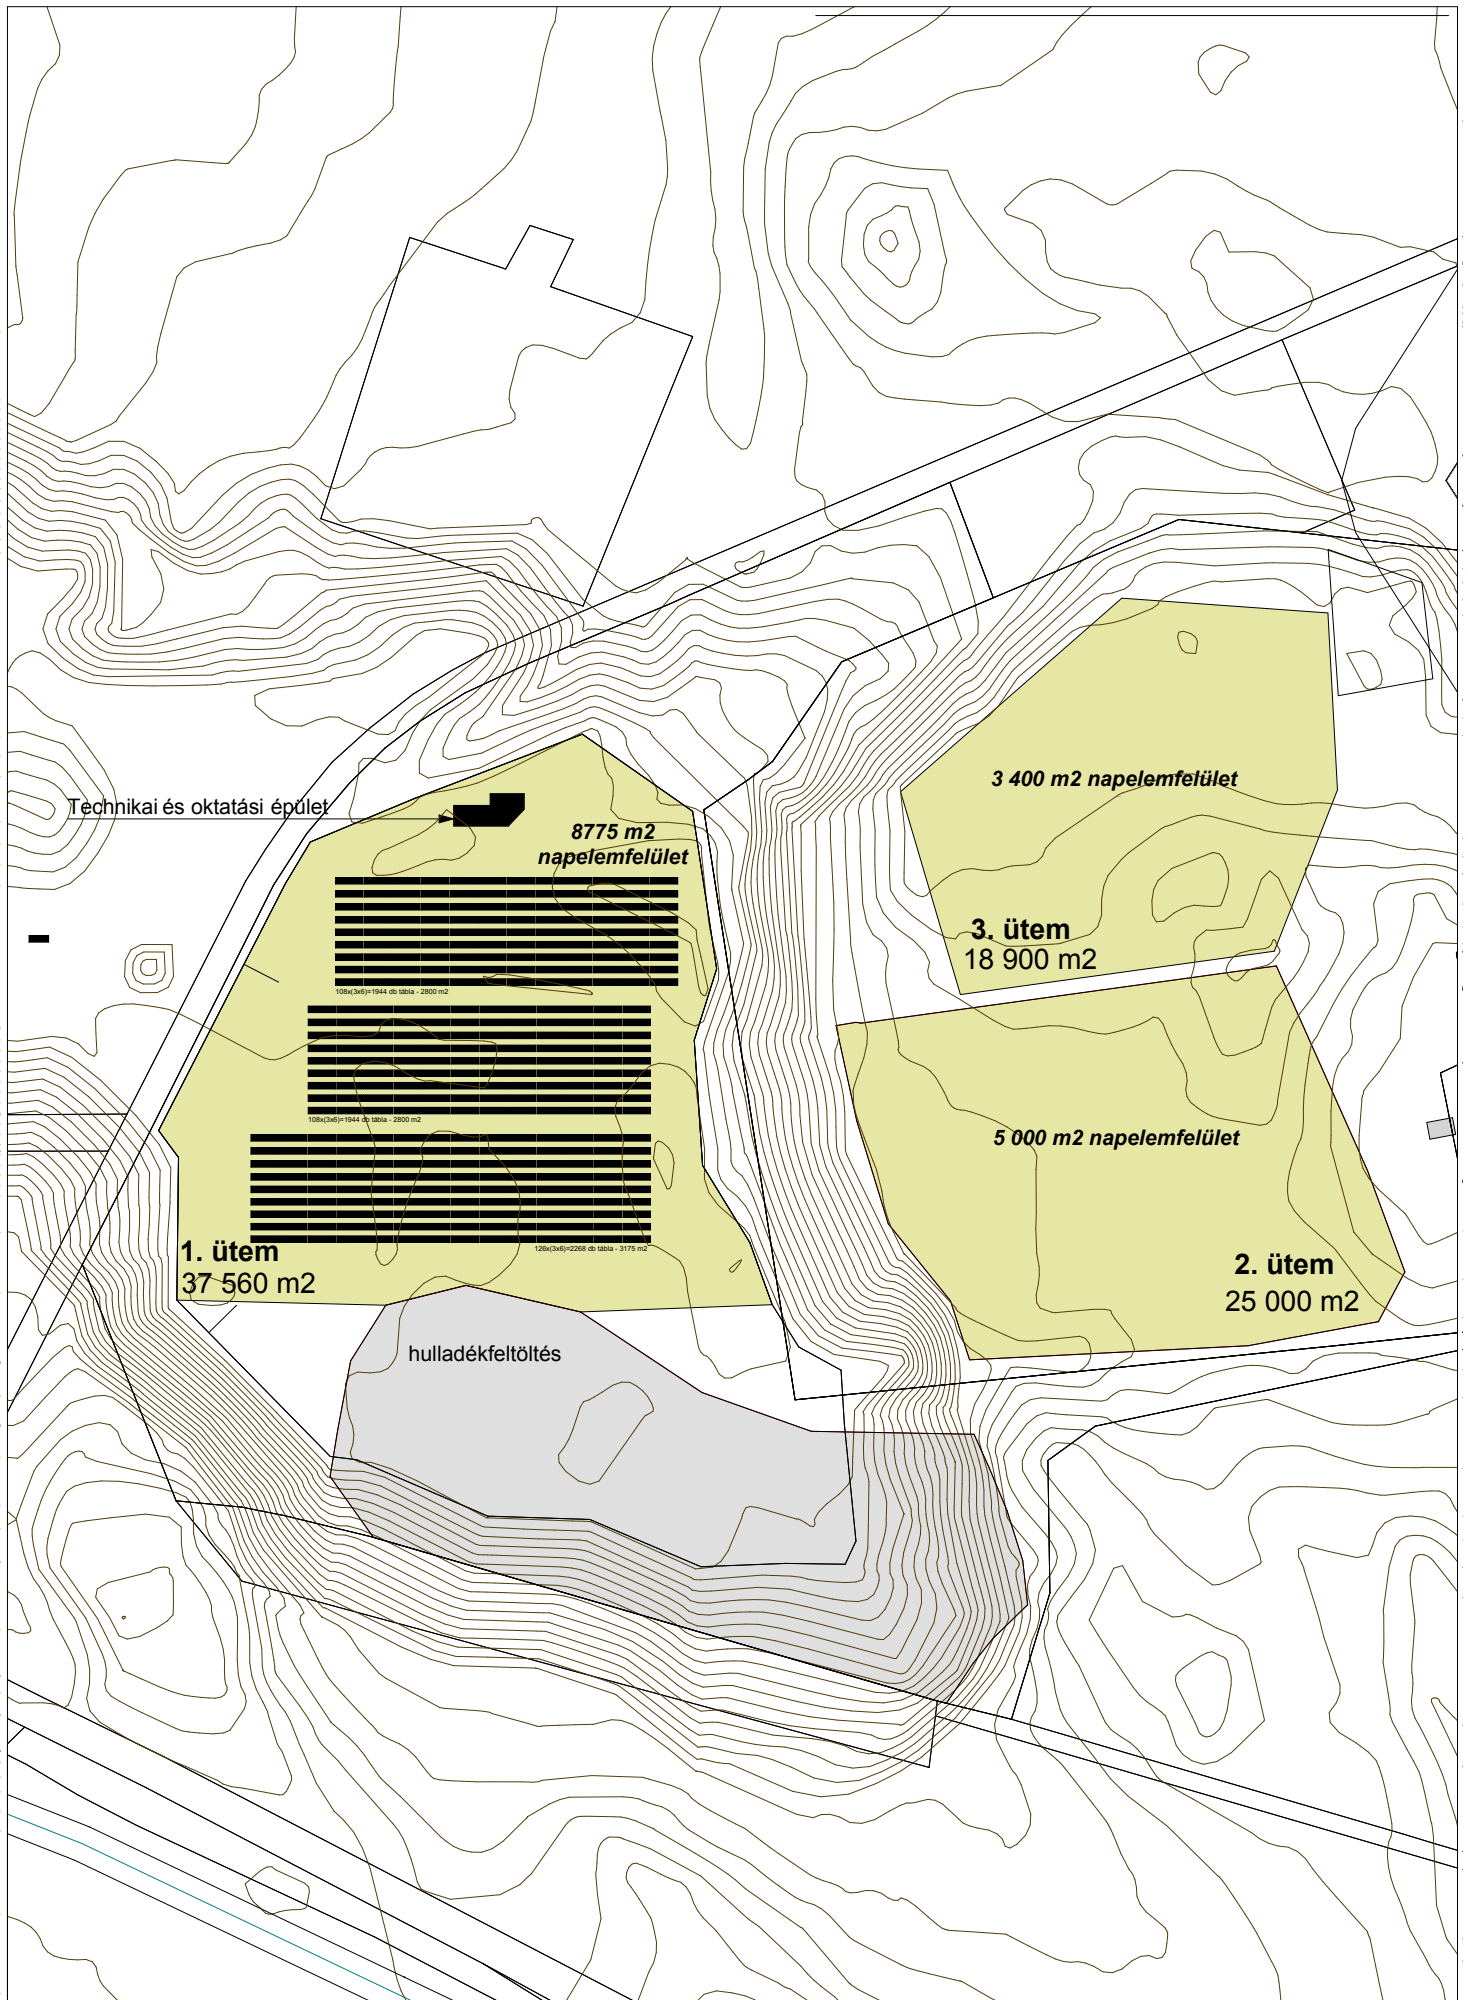 3 400 m2 napelemfelület
Technikai és oktatási épület
8775 m2
napelemfelület
3. ütem
18 900 m2
108x(3x6)=1944 db tábla - 2800 m2
108x(3x6)=1944 db tábla - 2800 m2
5 000 m2 napelemfelület
126x(3x6)=2268 db tábla - 3175 m2
1. ütem
37 560 m2
2. ütem
25 000 m2
hulladékfeltöltés